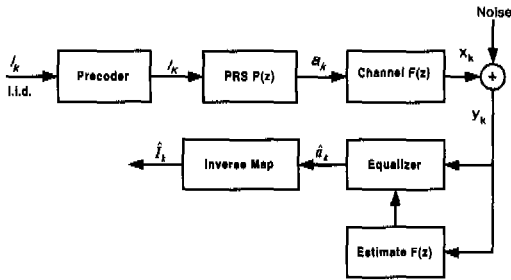 Noise
I_k
i.i.d.
Precoder
i_k
PRS P(z)
a_k
Channel F(z)
x_k
+
y_k
Î_k
Inverse Map
â_k
Equalizer
Estimate F(z)